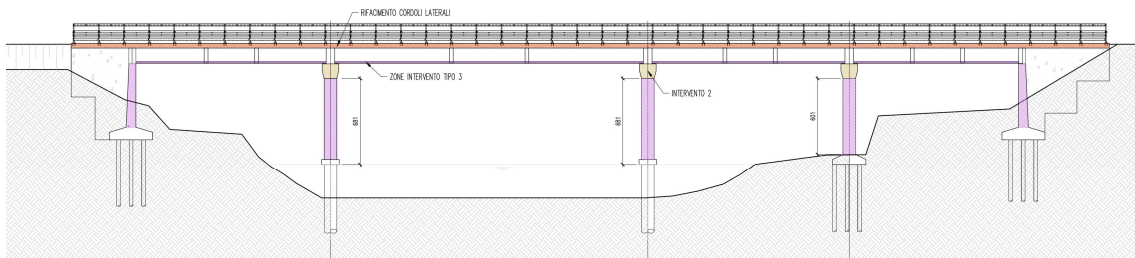 RIFACIMENTO CORDOLI LATERALI
ZONE INTERVENTO TIPO 3
INTERVENTO 2
681
681
601